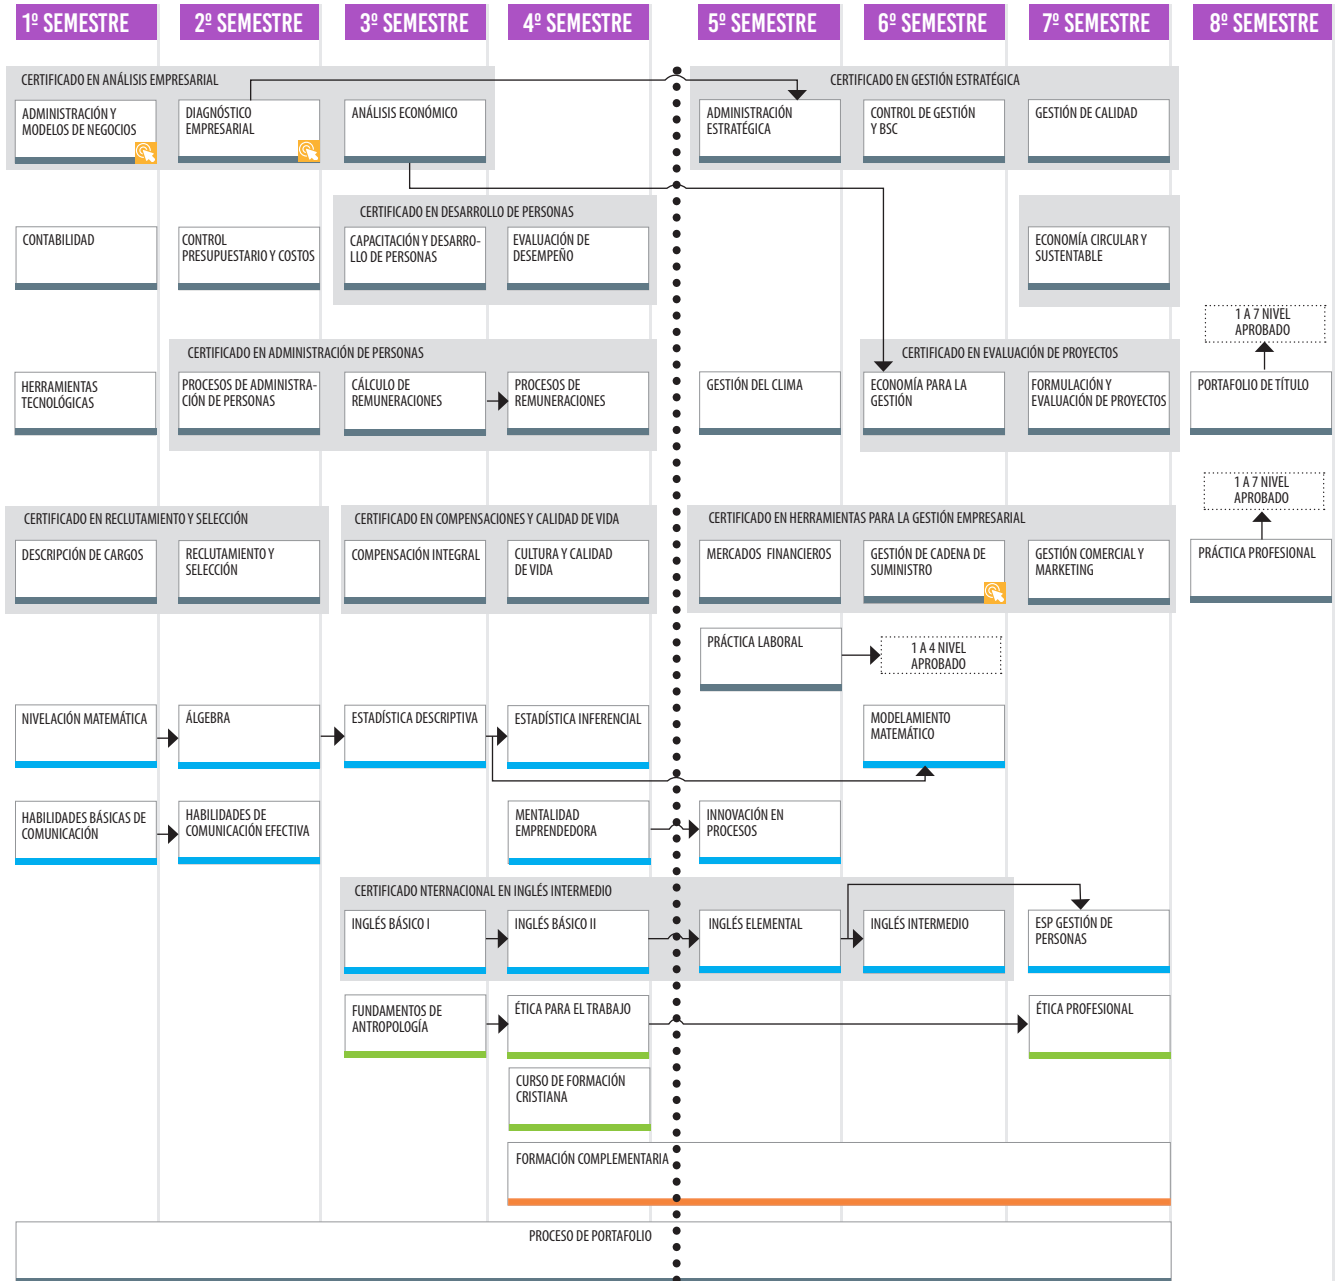 1º SEMESTRE
2º SEMESTRE
3º SEMESTRE
4º SEMESTRE
5º SEMESTRE
6º SEMESTRE
7º SEMESTRE
8º SEMESTRE
CERTIFICADO EN ANÁLISIS EMPRESARIAL
CERTIFICADO EN GESTIÓN ESTRATÉGICA
ADMINISTRACIÓN Y
MODELOS DE NEGOCIOS
DIAGNÓSTICO
EMPRESARIAL
ANÁLISIS ECONÓMICO
ADMINISTRACIÓN
ESTRATÉGICA
CONTROL DE GESTIÓN
Y BSC
GESTIÓN DE CALIDAD
CERTIFICADO EN DESARROLLO DE PERSONAS
CONTABILIDAD
CONTROL
PRESUPUESTARIO Y COSTOS
CAPACITACIÓN Y DESARRO-
LLO DE PERSONAS
EVALUACIÓN DE
DESEMPEÑO
ECONOMÍA CIRCULAR Y
SUSTENTABLE
1 A 7 NIVEL
APROBADO
CERTIFICADO EN ADMINISTRACIÓN DE PERSONAS
CERTIFICADO EN EVALUACIÓN DE PROYECTOS
HERRAMIENTAS
TECNOLÓGICAS
PROCESOS DE ADMINISTRA-
CIÓN DE PERSONAS
CÁLCULO DE
REMUNERACIONES
PROCESOS DE
REMUNERACIONES
GESTIÓN DEL CLIMA
ECONOMÍA PARA LA
GESTIÓN
FORMULACIÓN Y
EVALUACIÓN DE PROYECTOS
PORTAFOLIO DE TÍTULO
1 A 7 NIVEL
APROBADO
CERTIFICADO EN RECLUTAMIENTO Y SELECCIÓN
CERTIFICADO EN COMPENSACIONES Y CALIDAD DE VIDA
CERTIFICADO EN HERRAMIENTAS PARA LA GESTIÓN EMPRESARIAL
DESCRIPCIÓN DE CARGOS
RECLUTAMIENTO Y
SELECCIÓN
COMPENSACIÓN INTEGRAL
CULTURA Y CALIDAD
DE VIDA
MERCADOS FINANCIEROS
GESTIÓN DE CADENA DE
SUMINISTRO
GESTIÓN COMERCIAL Y
MARKETING
PRÁCTICA PROFESIONAL
PRÁCTICA LABORAL
1 A 4 NIVEL
APROBADO
NIVELACIÓN MATEMÁTICA
ÁLGEBRA
ESTADÍSTICA DESCRIPTIVA
ESTADÍSTICA INFERENCIAL
MODELAMIENTO
MATEMÁTICO
HABILIDADES BÁSICAS DE
COMUNICACIÓN
HABILIDADES DE
COMUNICACIÓN EFECTIVA
MENTALIDAD
EMPRENDEDORA
INNOVACIÓN EN
PROCESOS
CERTIFICADO NTERNACIONAL EN INGLÉS INTERMEDIO
INGLÉS BÁSICO I
INGLÉS BÁSICO II
INGLÉS ELEMENTAL
INGLÉS INTERMEDIO
ESP GESTIÓN DE
PERSONAS
FUNDAMENTOS DE
ANTROPOLOGÍA
ÉTICA PARA EL TRABAJO
ÉTICA PROFESIONAL
CURSO DE FORMACIÓN
CRISTIANA
FORMACIÓN COMPLEMENTARIA
PROCESO DE PORTAFOLIO